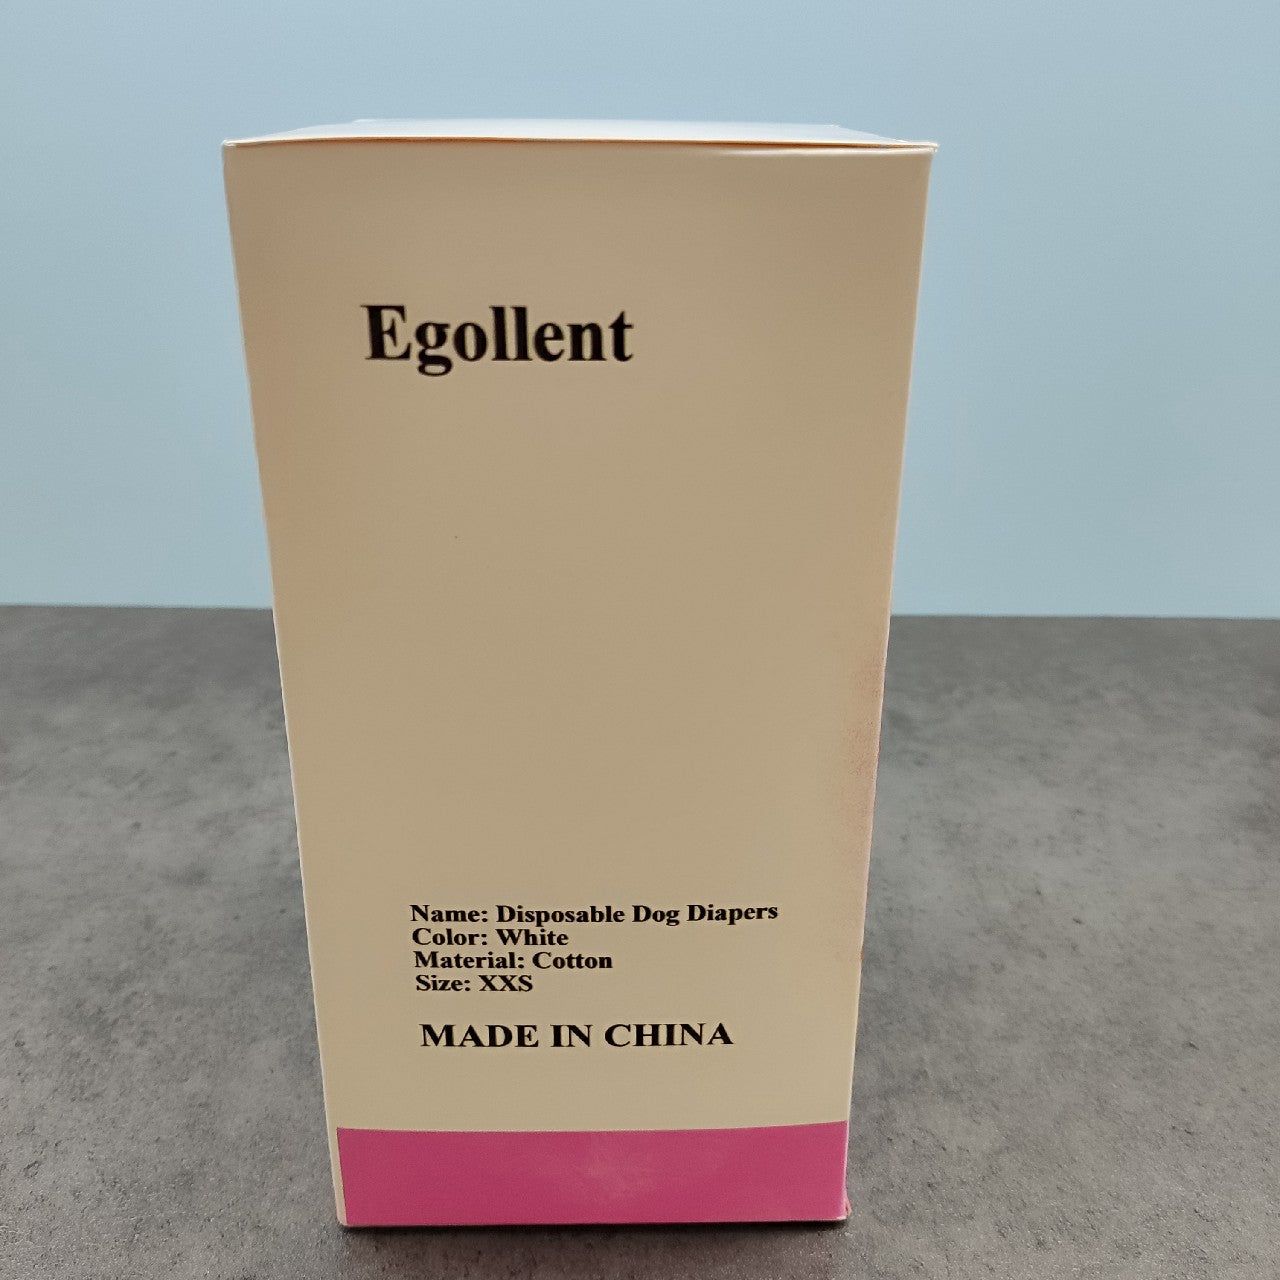 Egollent
Name: Disposable Dog Diapers
Color: White
Material: Cotton
Size: XXS
MADE IN CHINA